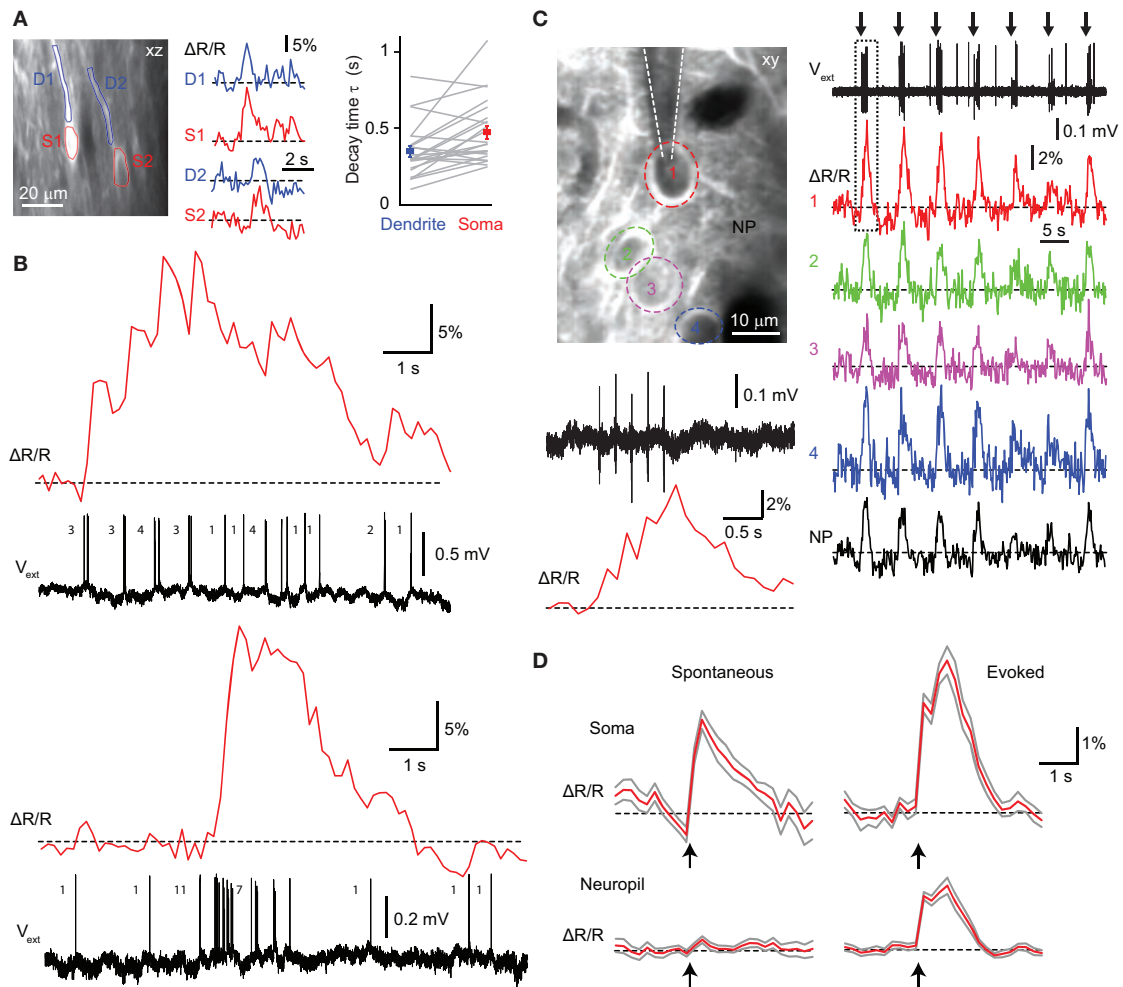 A
xz
D1
D2
S1
S2
20 μm
ΔR/R
5%
D1
S1
2 s
D2
S2
Decay time τ (s)
1
0.5
0
Dendrite
Soma
B
5%
1 s
ΔR/R
3
3
4
3
1
1
4
1
1
2
1
0.5 mV
Vext
5%
1 s
ΔR/R
1
1
11
7
1
1
1
0.2 mV
Vext
C
xy
1
NP
2
3
4
10 μm
0.1 mV
2%
0.5 s
ΔR/R
Vext
0.1 mV
2%
ΔR/R
1
5 s
2
3
4
NP
D
Spontaneous
Evoked
Soma
1%
1 s
ΔR/R
Neuropil
ΔR/R